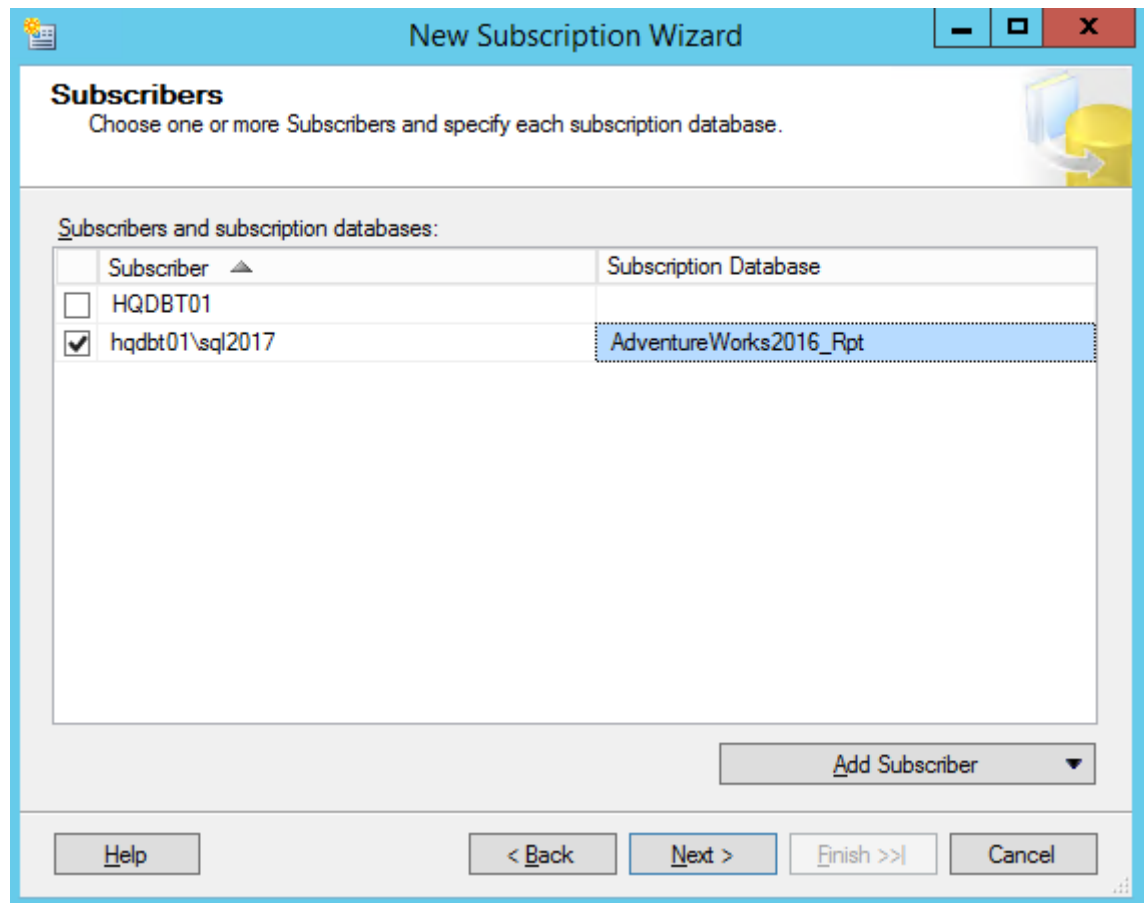 New Subscription Wizard
Subscribers
Choose one or more Subscribers and specify each subscription database.
Subscribers and subscription databases:
Subscriber Subscription Database
HQDBT01
hqdbt01\sql2017 AdventureWorks2016_Rpt
Add Subscriber
Help < Back Next > Finish >>| Cancel